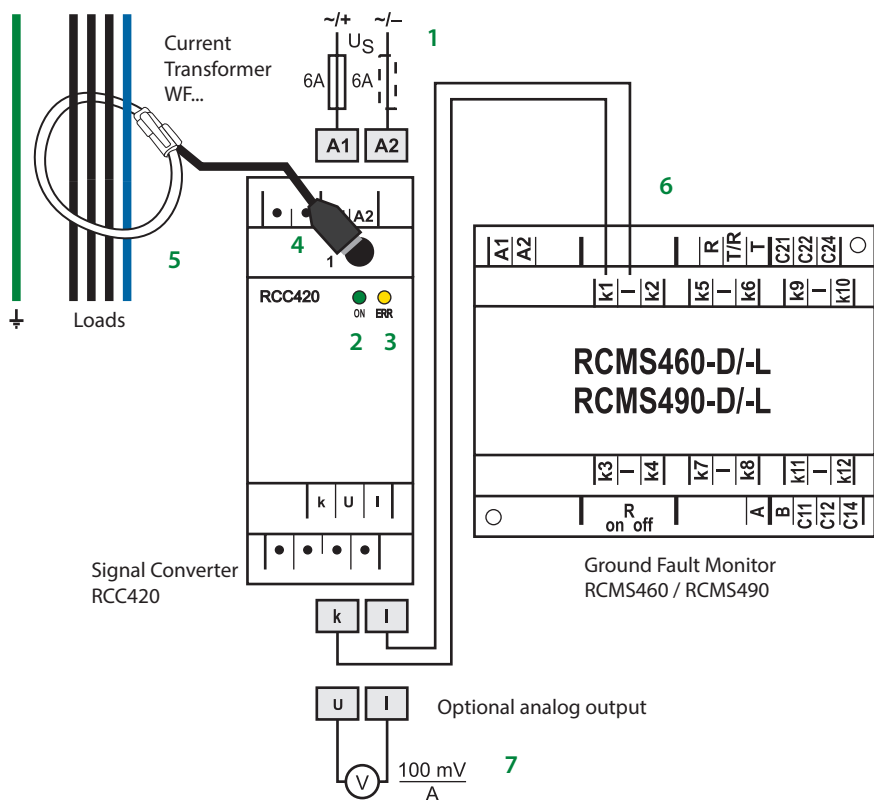 ~/+ ~/–
U S
1
Current
Transformer
WF...
6A 6A
A1 A2
6
A2
4
1
5
Loads
RCC420
ON ERR
2 3
A1 A2 R T/R T C21 C22 C24
k1 l k2 k5 l k6 k9 l k10
RCMS460-D/-L
RCMS490-D/-L
k3 l k4 k7 l k8 k11 l k12
R
on off
A B C11 C12 C14
k U l
Signal Converter
RCC420
Ground Fault Monitor
RCMS460 / RCMS490
k l
U l
Optional analog output
V
100 mV
A
7